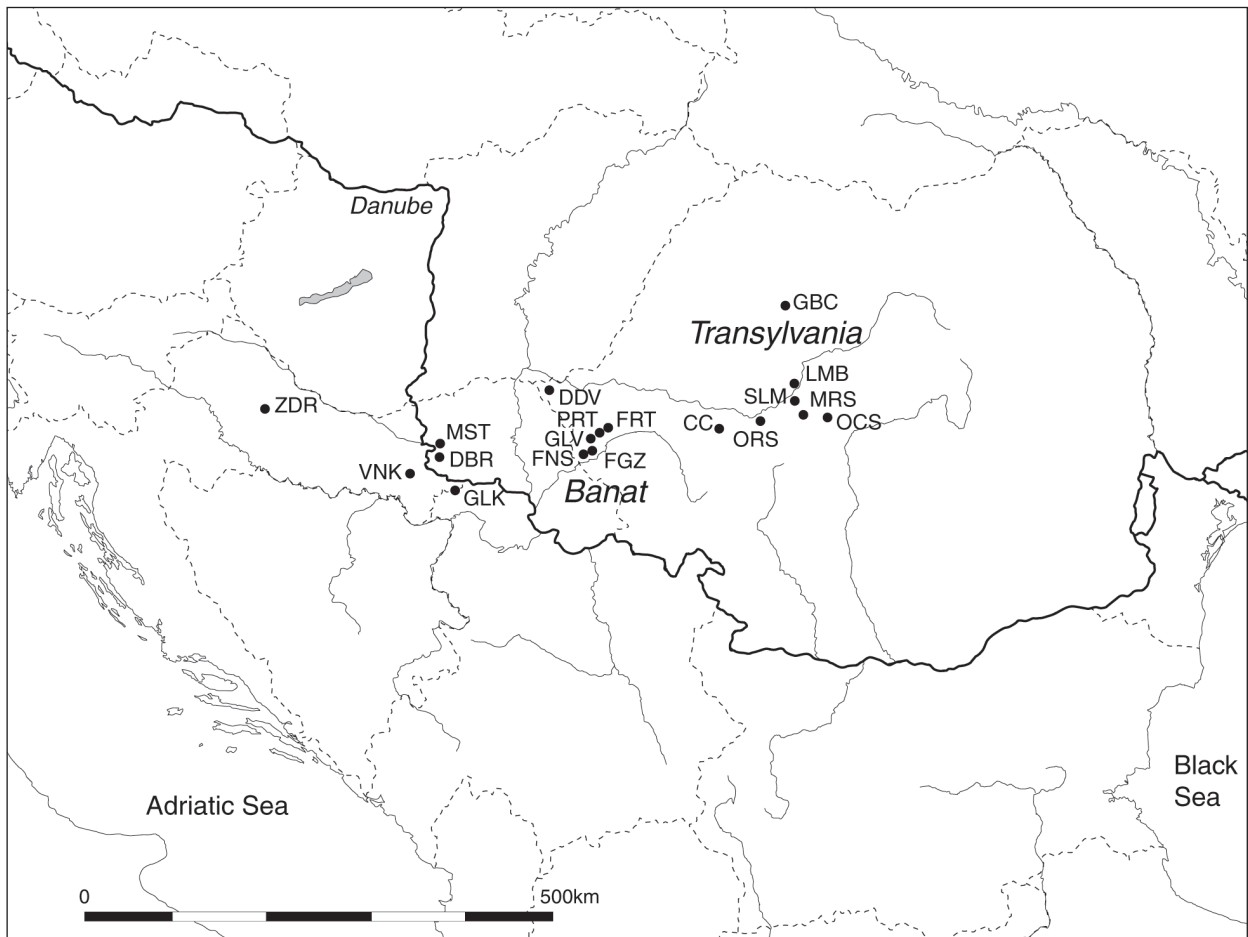 Danube
GBC
Transylvania
LMB
DDV
SLM
MRS
ZDR
PRT
FRT
CC
OCS
MST
GLV
ORS
DBR
FNS
FGZ
VNK
GLK
Banat
Black
Sea
Adriatic Sea
0
500km